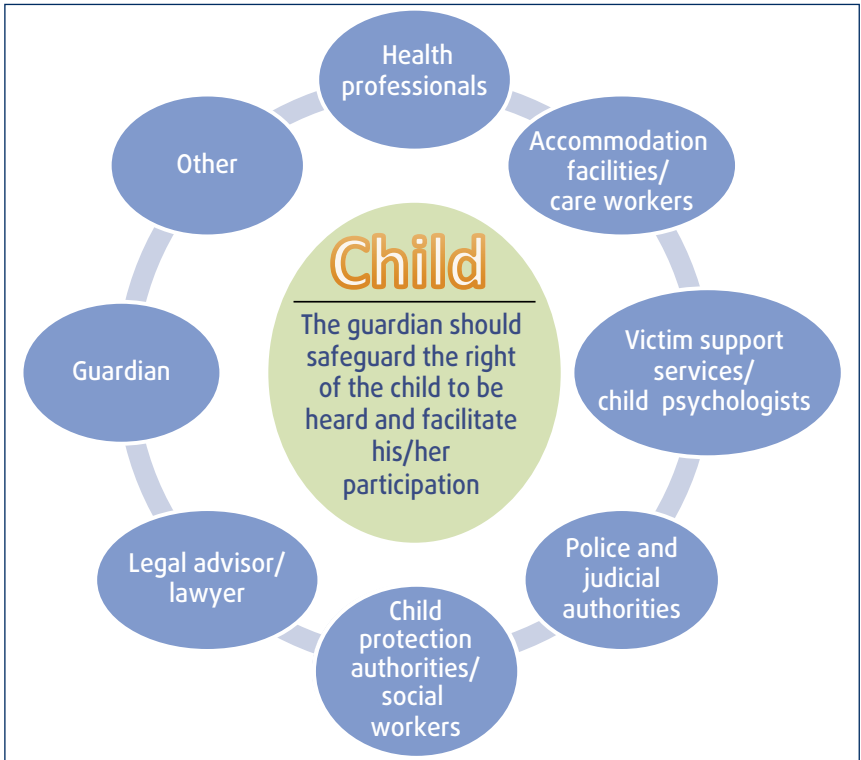 Health
professionals
Accommodation
facilities/
care workers
Victim support
services/
child psychologists
Police and
judicial
authorities
Child
protection
authorities/
social
workers
Legal advisor/
lawyer
Guardian
Other
Child
The guardian should
safeguard the right
of the child to be
heard and facilitate
his/her
participation